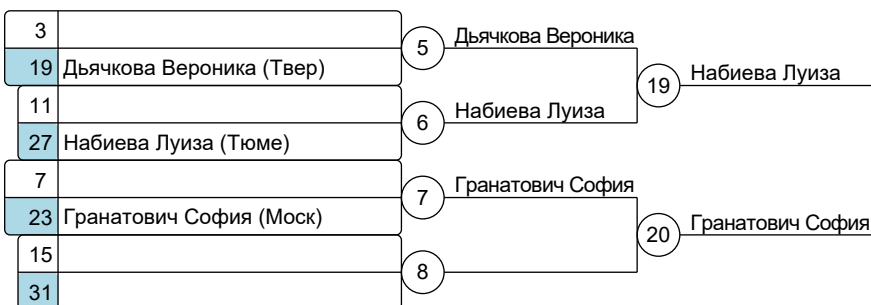 3
19 Дьячкова Вероника (Твер)
11
27 Набиева Луиза (Тюме)
7
23 Гранатович София (Моск)
15
31
5 Дьячкова Вероника
6 Набиева Луиза
7 Гранатович София
8
19 Набиева Луиза
20 Гранатович София